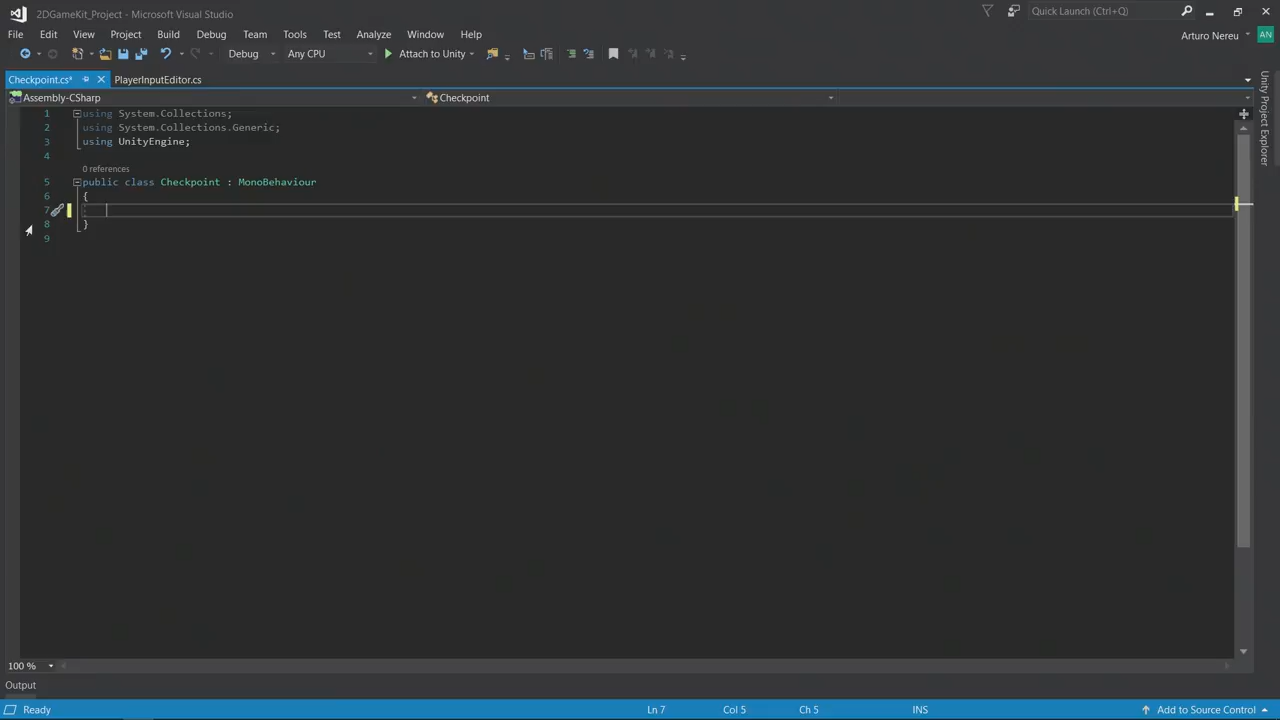 2DGameKit_Project - Microsoft Visual Studio
Quick Launch (Ctrl+Q)
File Edit View Project Build Debug Team Tools Test Analyze Window Help
Arturo Nereu AN
Debug Any CPU Attach to Unity
Checkpoint.cs* PlayerInputEditor.cs
Assembly-CSharp Checkpoint
1 using System.Collections;
2 using System.Collections.Generic;
3 using UnityEngine;
4
0 references
5 public class Checkpoint : MonoBehaviour
6 {
7
8 }
9
Unity Project Explorer
100 %
Output
Ready Ln 7 Col 5 Ch 5 INS Add to Source Control